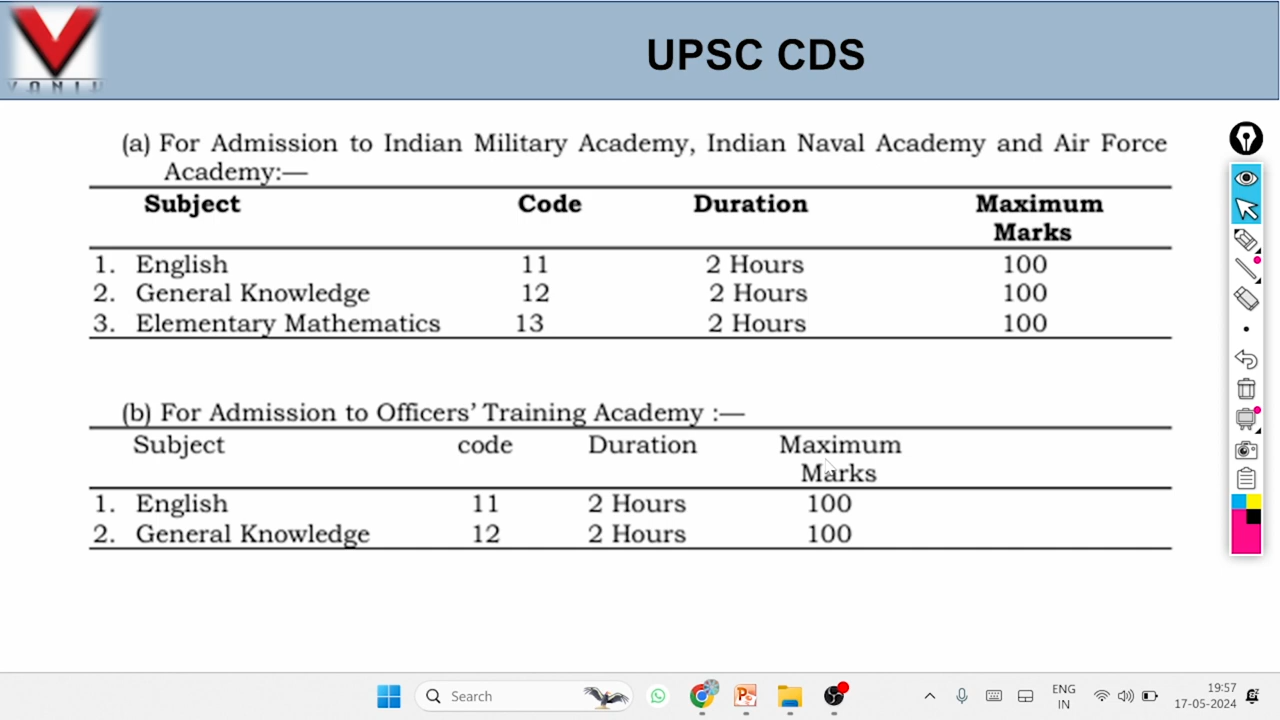 UPSC CDS
(a) For Admission to Indian Military Academy, Indian Naval Academy and Air Force
Academy:—
Subject Code Duration Maximum
Marks
1. English 11 2 Hours 100
2. General Knowledge 12 2 Hours 100
3. Elementary Mathematics 13 2 Hours 100
(b) For Admission to Officers’ Training Academy :—
Subject code Duration Maximum
Marks
1. English 11 2 Hours 100
2. General Knowledge 12 2 Hours 100
Search
ENG
IN
19:57
17-05-2024